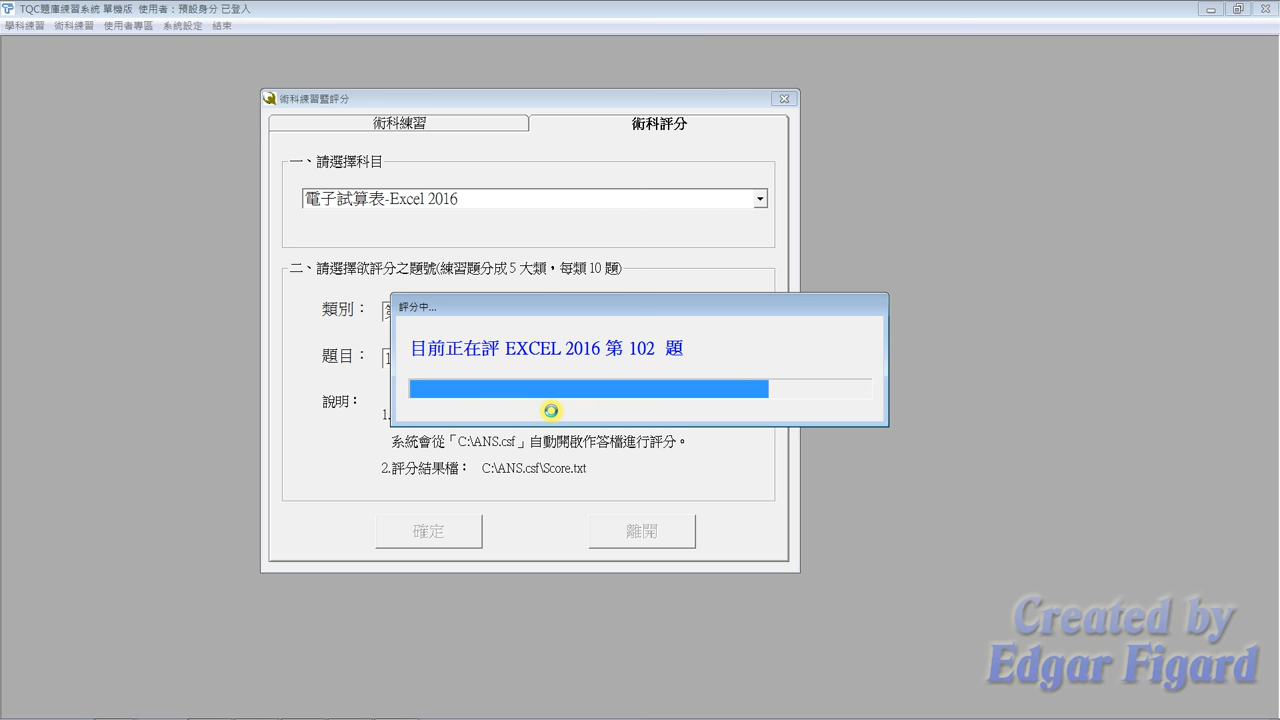 TQC題庫練習系統 單機版 使用者：預設身分 已登入
學科練習 術科練習 使用者專區 系統設定 結束
術科練習暨評分
術科練習 術科評分
一、請選擇科目
電子試算表-Excel 2016
二、請選擇欲評分之題號(練習題分成 5 大類，每類 10 題)
類別：
評分中...
目前正在評 EXCEL 2016 第 102 題
題目：
說明：
1.
系統會從「C:\ANS.csf」自動開啟作答檔進行評分。
2.評分結果檔： C:\ANS.csf\Score.txt
確定 離開
Created by
Edgar Figard